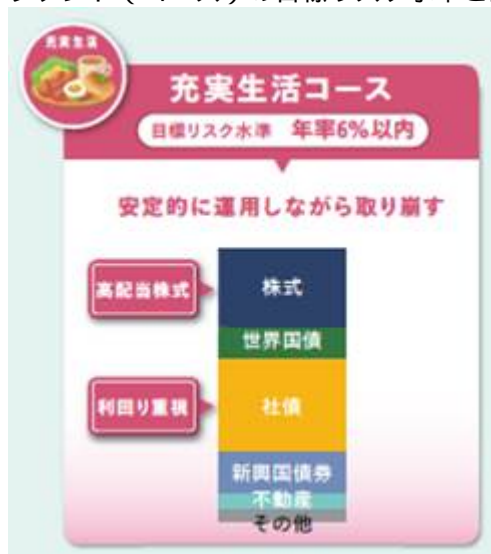 充実生活
充実生活コース
目標リスク水準 年率6%以内
安定的に運用しながら取り崩す
高配当株式
株式
世界国債
利回り重視
社債
新興国債券
不動産
その他